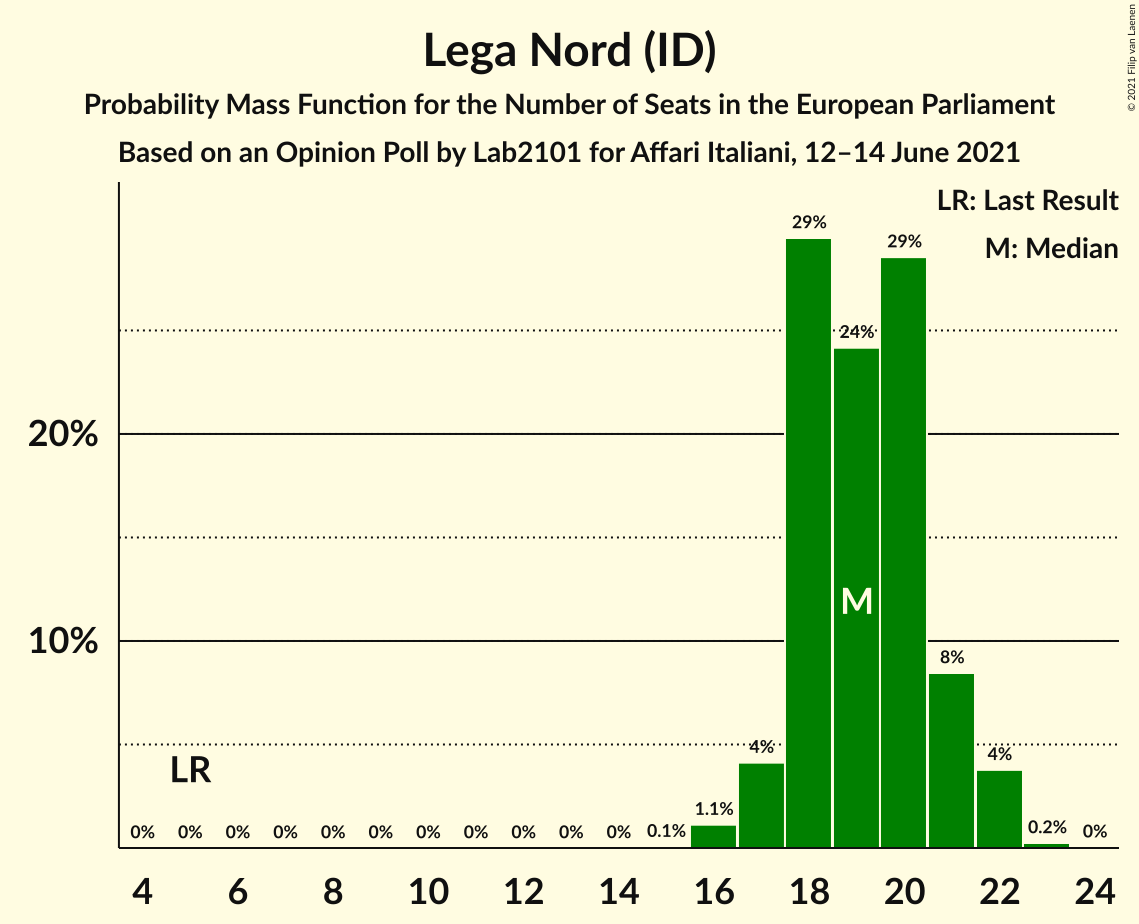 Lega Nord (ID)
Probability Mass Function for the Number of Seats in the European Parliament
Based on an Opinion Poll by Lab2101 for Affari Italiani, 12–14 June 2021
© 2021 Filip van Laenen
LR: Last Result
M: Median
29%
29%
24%
20%
M
10%
8%
4%
4%
LR
0% 0% 0% 0% 0% 0% 0% 0% 0% 0% 0% 0.1% 1.1% 0.2% 0%
4 6 8 10 12 14 16 18 20 22 24